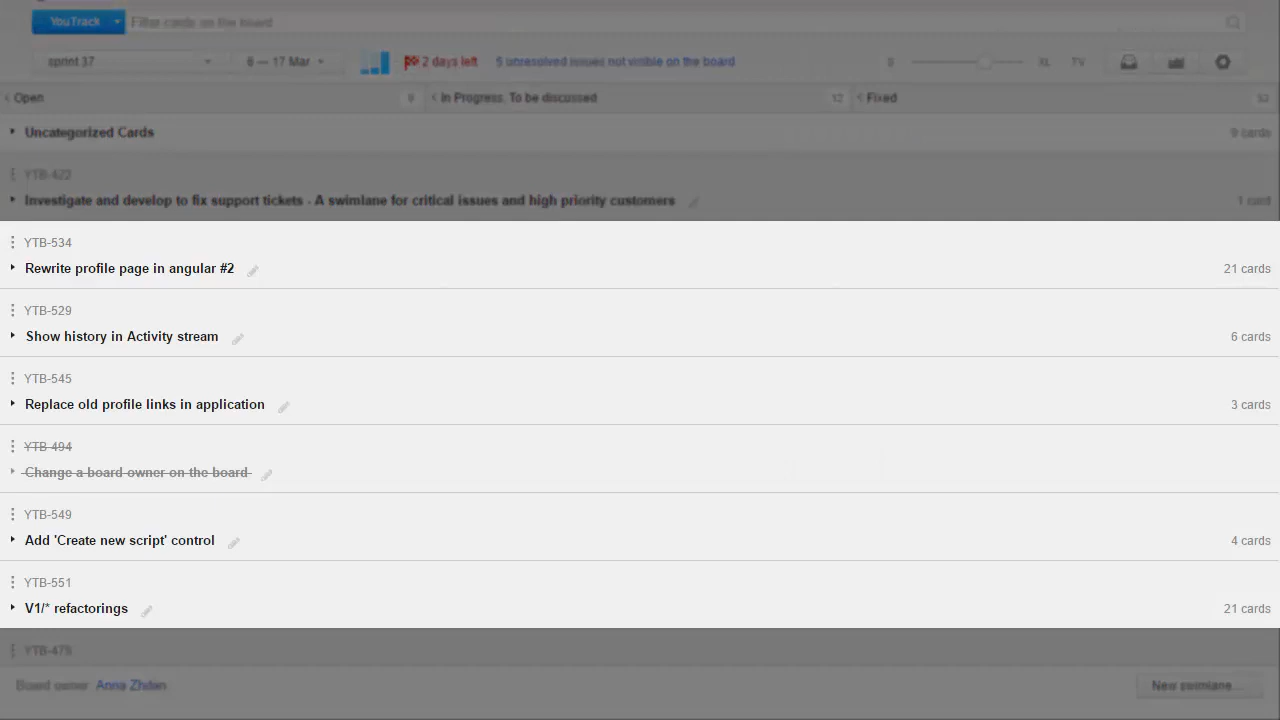 YouTrack Filter cards on the board
sprint 37 6 — 17 Mar 2 days left 5 unresolved issues not visible on the board XL TV
Open In Progress, To be discussed 12 Fixed
Uncategorized Cards 9 cards
YTB-422
Investigate and develop to fix support tickets - A swimlane for critical issues and high priority customers 1 card
YTB-534
Rewrite profile page in angular #2 21 cards
YTB-529
Show history in Activity stream 6 cards
YTB-545
Replace old profile links in application 3 cards
YTB-494
Change a board owner on the board
YTB-549
Add 'Create new script' control 4 cards
YTB-551
V1/* refactorings 21 cards
Board owner: Anna Zhdan
New swimlane...